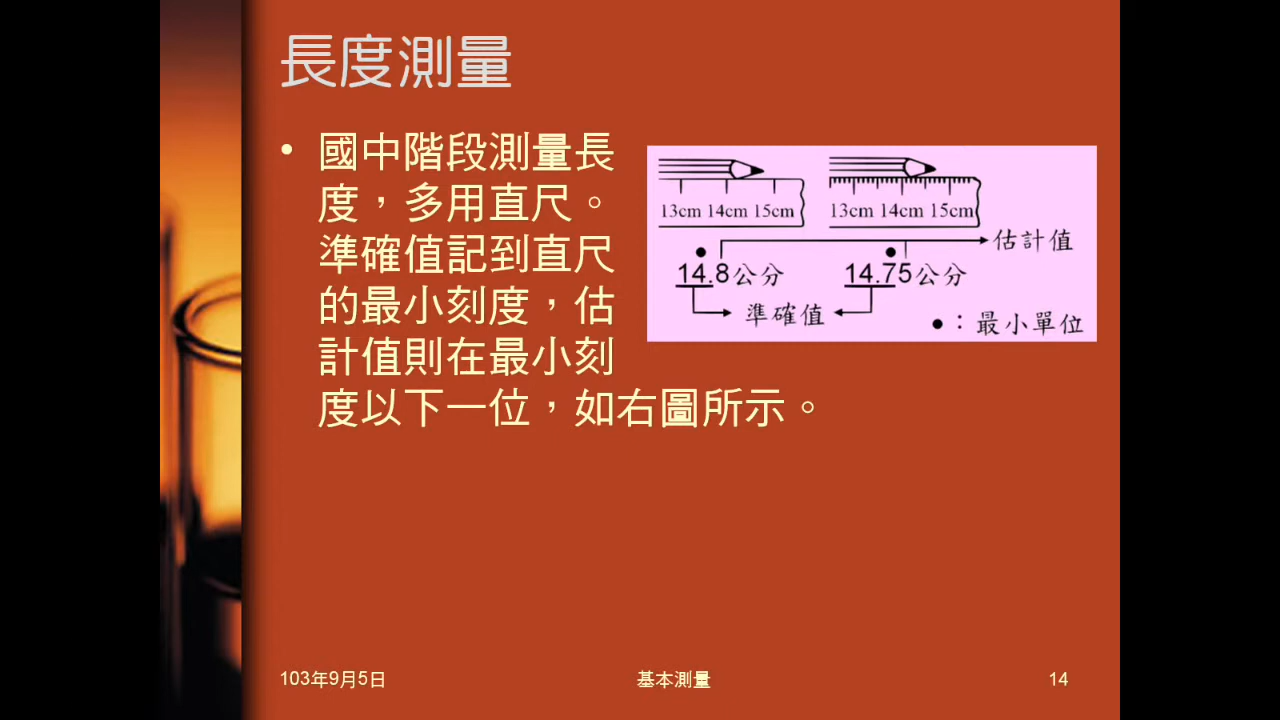 長度測量
• 國中階段測量長
度，多用直尺。
準確值記到直尺
的最小刻度，估
計值則在最小刻
度以下一位，如右圖所示。
13cm 14cm 15cm
13cm 14cm 15cm
估計值
14.8公分
14.75公分
準確值
●：最小單位
103年9月5日
基本測量
14